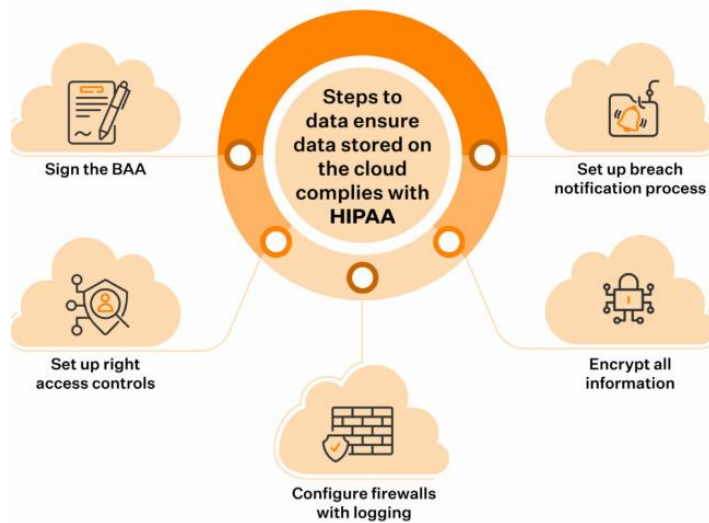 Steps to
data ensure
data stored on
the cloud
complies with
HIPAA
Sign the BAA
Set up right
access controls
Configure firewalls
with logging
Encrypt all
information
Set up breach
notification process